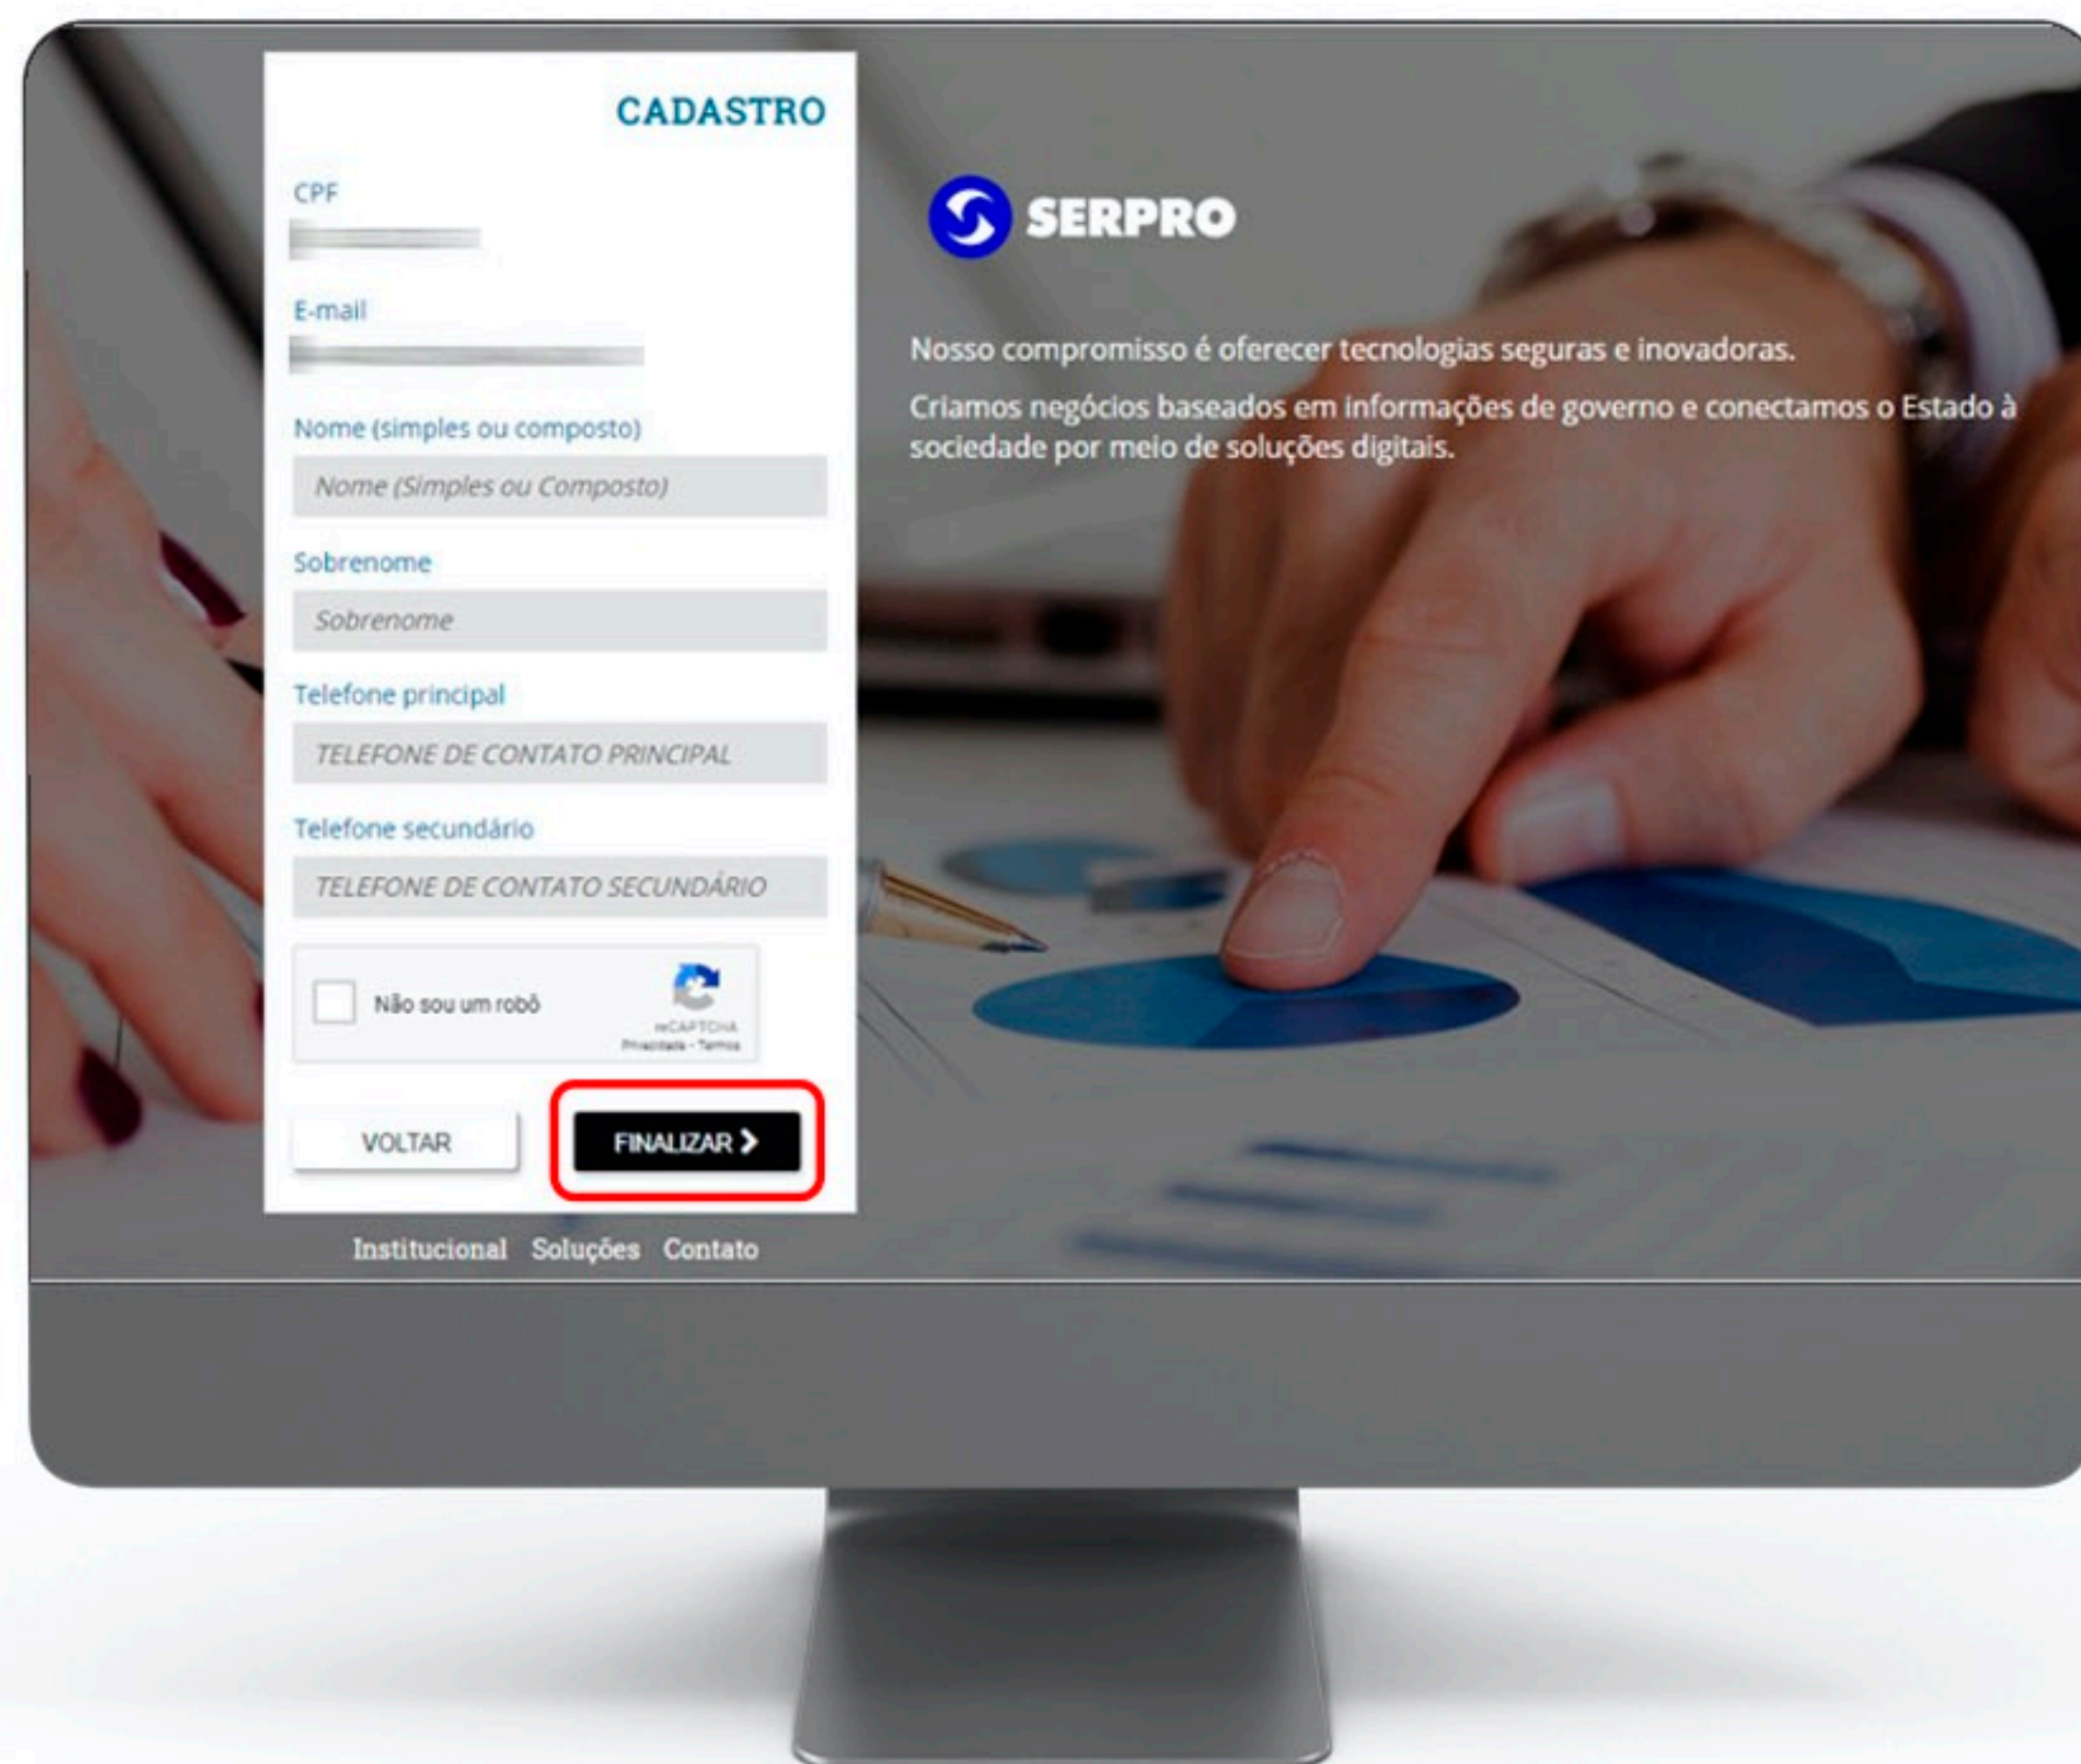 CADASTRO
CPF
E-mail
Nome (simples ou composto)
Nome (Simples ou Composto)
Sobrenome
Sobrenome
Telefone principal
TELEFONE DE CONTATO PRINCIPAL
Telefone secundário
TELEFONE DE CONTATO SECUNDÁRIO
Não sou um robô
reCAPTCHA
Privacidade - Termos
VOLTAR
FINALIZAR
Institucional Soluções Contato
SERPRO
Nosso compromisso é oferecer tecnologias seguras e inovadoras.
Criamos negócios baseados em informações de governo e conectamos o Estado à
sociedade por meio de soluções digitais.